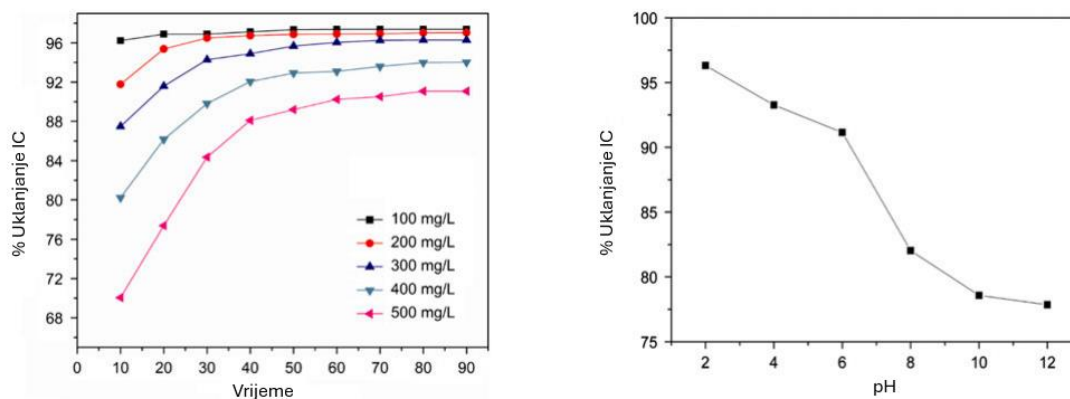 % Uklanjanje IC
96
92
88
84
80
76
72
68
100 mg/L
200 mg/L
300 mg/L
400 mg/L
500 mg/L
0 10 20 30 40 50 60 70 80 90
Vrijeme
% Uklanjanje IC
100
95
90
85
80
75
2 4 6 8 10 12
pH